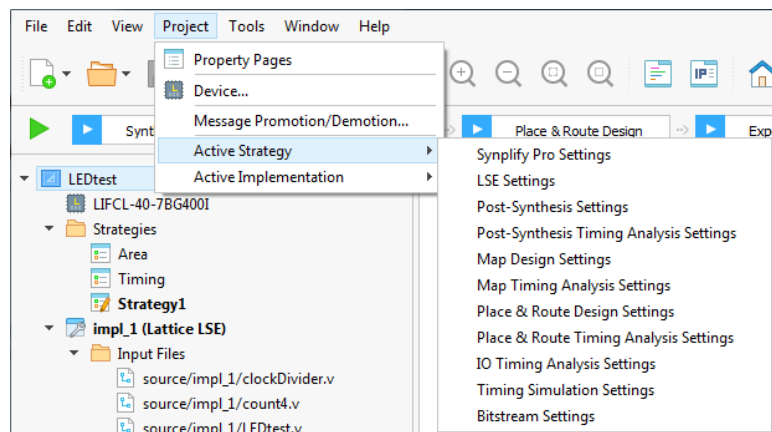 File Edit View Project Tools Window Help
Property Pages
Device...
Message Promotion/Demotion...
Active Strategy
Active Implementation
IP
Synt
Place & Route Design
Exp
Synplify Pro Settings
LSE Settings
Post-Synthesis Settings
Post-Synthesis Timing Analysis Settings
Map Design Settings
Map Timing Analysis Settings
Place & Route Design Settings
Place & Route Timing Analysis Settings
IO Timing Analysis Settings
Timing Simulation Settings
Bitstream Settings
LEDtest
LIFCL-40-7BG400I
Strategies
Area
Timing
Strategy1
impl_1 (Lattice LSE)
Input Files
source/impl_1/clockDivider.v
source/impl_1/count4.v
source/impl_1/LEDtest.v